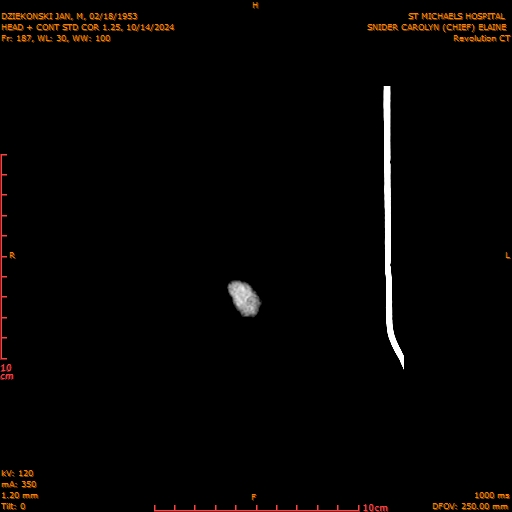 H
DZIEKONSKI JAN, M, 02/18/1953
HEAD + CONT STD COR 1.25, 10/14/2024
Fr: 187, WL: 30, WW: 100
ST MICHAELS HOSPITAL
SNIDER CAROLYN (CHIEF) ELAINE
Revolution CT
R
L
10
cm
kV: 120
mA: 350
1.20 mm
Tilt: 0
F
10cm
1000 ms
DFOV: 250.00 mm